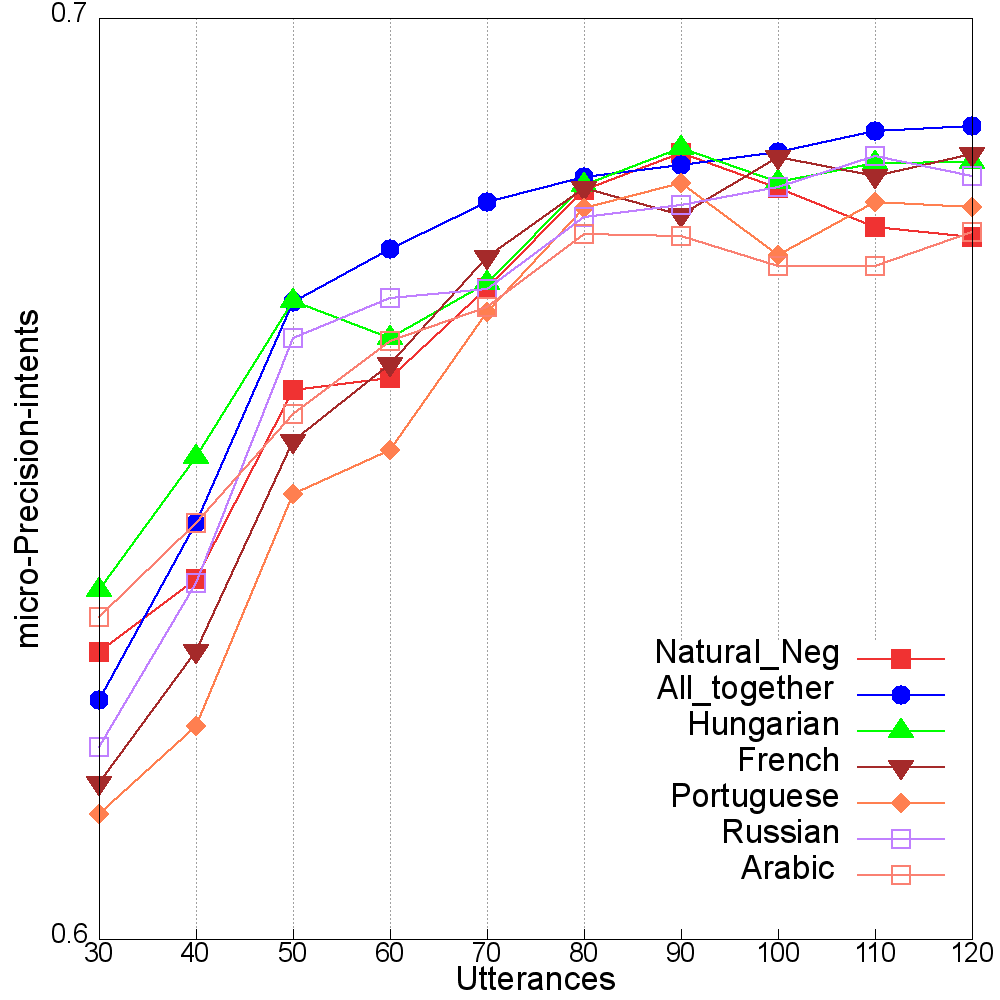 0.7
micro-Precision-intents
Natural_Neg
All_together
Hungarian
French
Portuguese
Russian
Arabic
0.6
30 40 50 60 70 80 90 100 110 120
Utterances